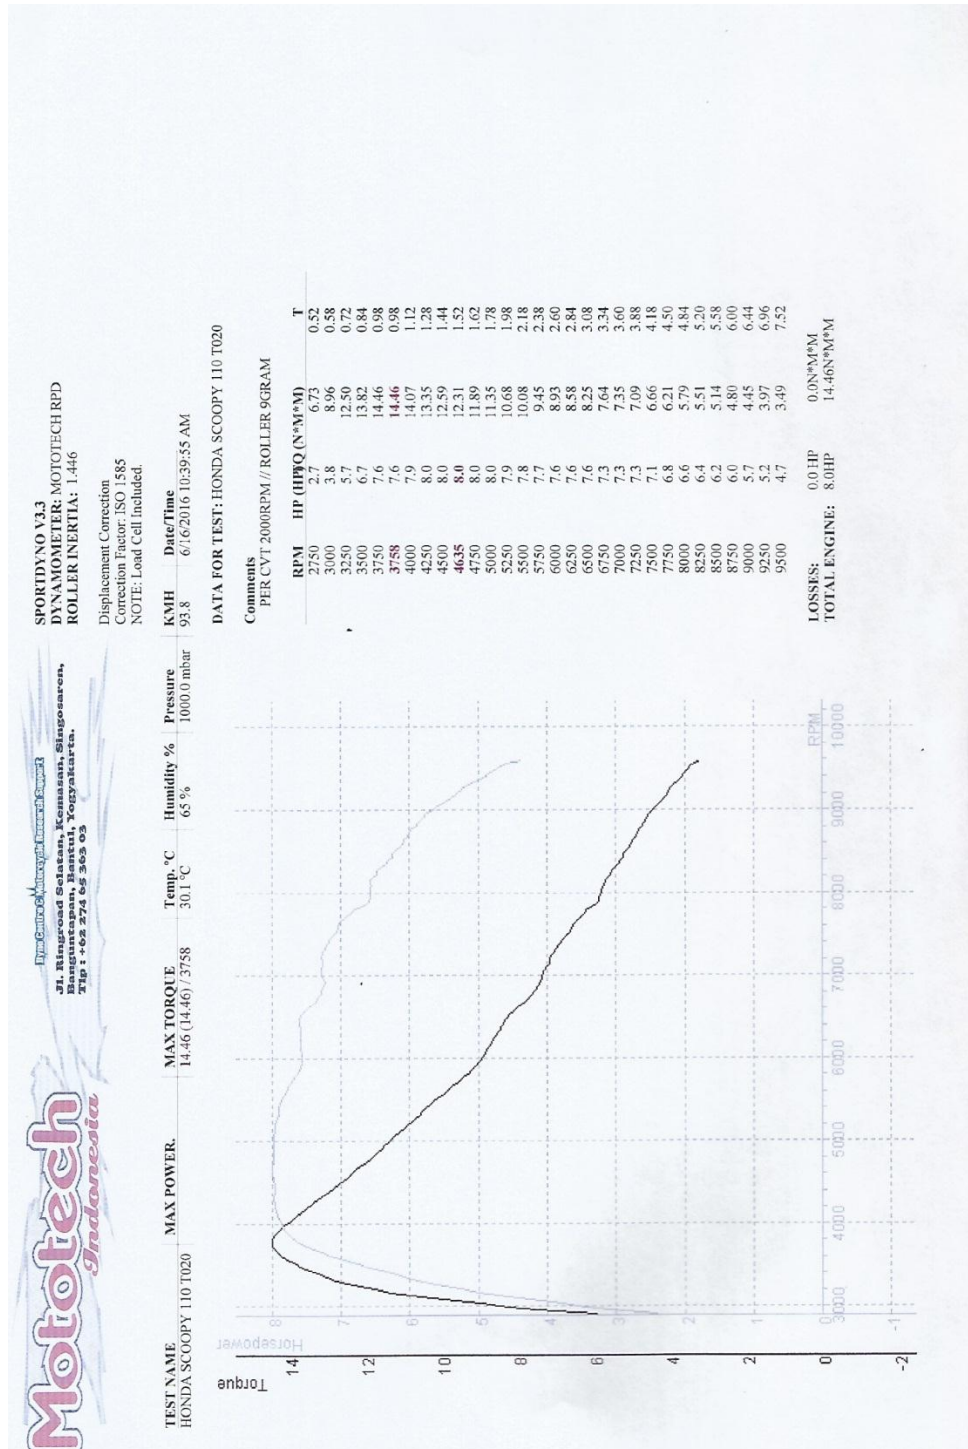 Mototech
Indonesia
Dyno Centre & Motorcycle Research Support
Jl. Ringroad Selatan, Kemasan, Singosaren,
Banguntapan, Bantul, Yogyakarta.
Tlp : +62 274 65 363 03
SPORTDYNO V3.3
DYNAMOMETER: MOTOTECH RPD
ROLLER INERTIA: 1.446
Displacement Correction
Correction Factor: ISO 1585
NOTE: Load Cell Included.
TEST NAME MAX POWER. MAX TORQUE Temp. °C Humidity % Pressure KMH Date/Time
HONDA SCOOPY 110 T020 14.46 (14.46) / 3758 30.1 °C 65 % 1000.0 mbar 93.8 6/16/2016 10:39:55 AM
DATA FOR TEST: HONDA SCOOPY 110 T020
Comments
PER CVT 2000RPM // ROLLER 9GRAM
RPM HP (HP) TQ (N*M*M) T
2750 2.7 6.73 0.52
3000 3.8 8.96 0.58
3250 5.7 12.50 0.72
3500 6.7 13.82 0.84
3750 7.6 14.46 0.98
3758 7.6 14.46 0.98
4000 7.9 14.07 1.12
4250 8.0 13.35 1.28
4500 8.0 12.59 1.44
4635 8.0 12.31 1.52
4750 8.0 11.89 1.62
5000 8.0 11.35 1.78
5250 7.9 10.68 1.98
5500 7.8 10.08 2.18
5750 7.7 9.45 2.38
6000 7.6 8.93 2.60
6250 7.6 8.58 2.84
6500 7.6 8.25 3.08
6750 7.3 7.64 3.34
7000 7.3 7.35 3.60
7250 7.3 7.09 3.88
7500 7.1 6.66 4.18
7750 6.8 6.21 4.50
8000 6.6 5.79 4.84
8250 6.4 5.51 5.20
8500 6.2 5.14 5.58
8750 6.0 4.80 6.00
9000 5.7 4.45 6.44
9250 5.2 3.97 6.96
9500 4.7 3.49 7.52
LOSSES: 0.0 HP 0.0N*M*M
TOTAL ENGINE: 8.0HP 14.46N*M*M
Torque
Horsepower
14
12
10
8
6
4
2
0
-2
8
7
6
5
4
3
2
1
0
-1
3000 4000 5000 6000 7000 8000 9000 10000
RPM